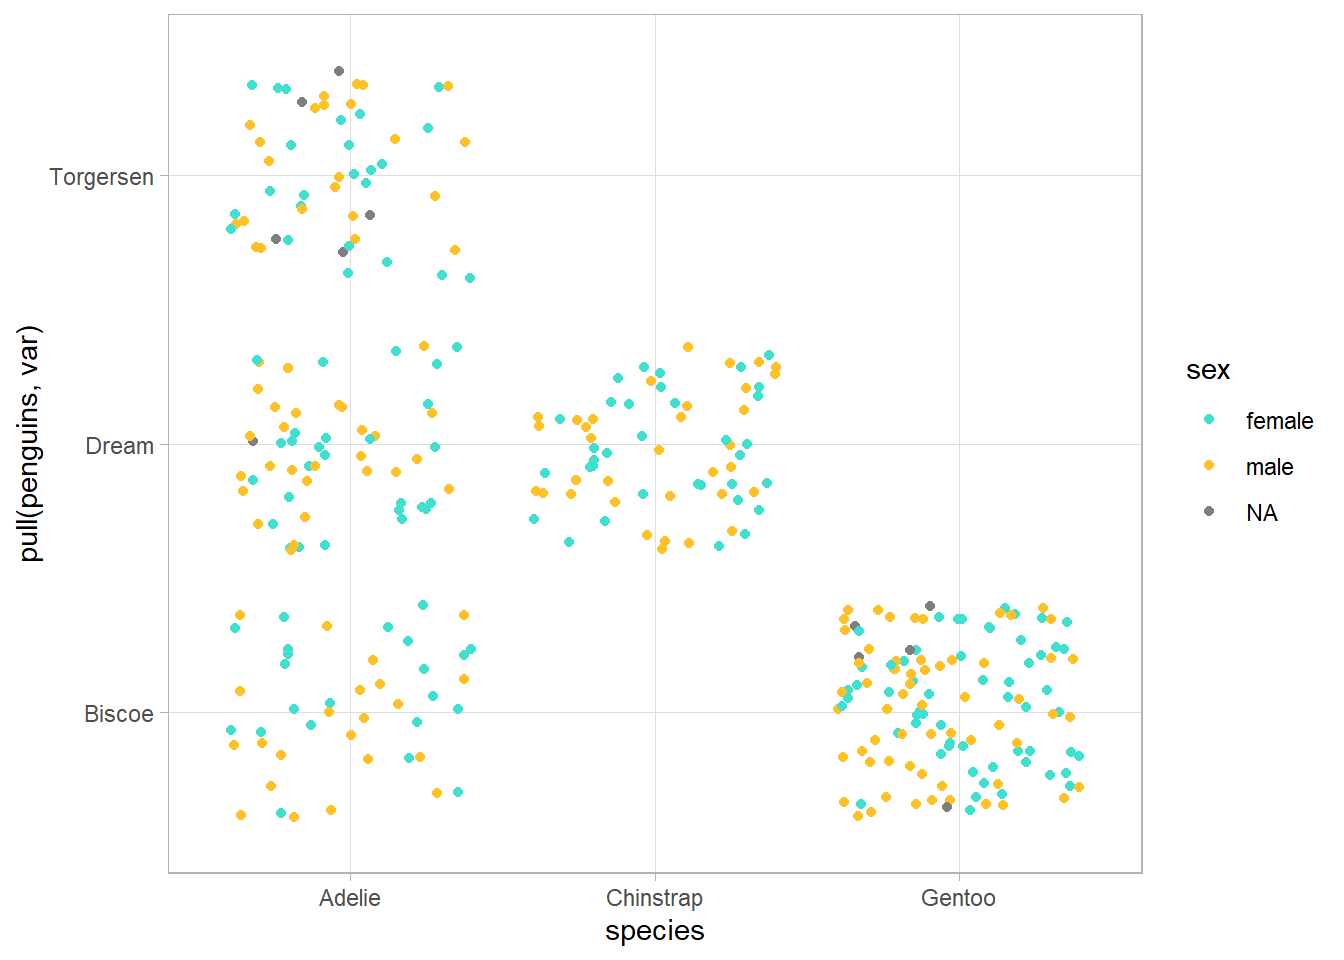 pull(penguins, var)
Torgersen
Dream
Biscoe
Adelie
Chinstrap
Gentoo
species
sex
female
male
NA